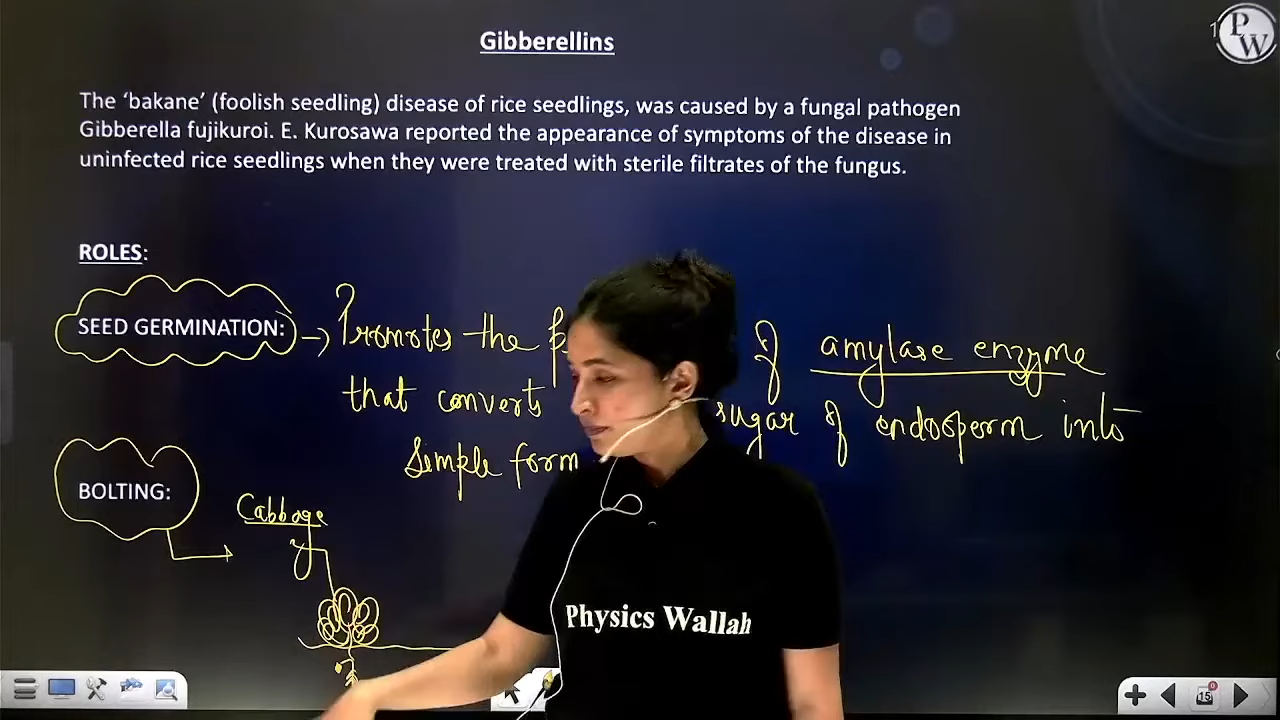 Gibberellins
PW
The ‘bakane’ (foolish seedling) disease of rice seedlings, was caused by a fungal pathogen
Gibberella fujikuroi. E. Kurosawa reported the appearance of symptoms of the disease in
uninfected rice seedlings when they were treated with sterile filtrates of the fungus.
ROLES:
SEED GERMINATION: → Promotes the of amylase enzyme
that converts sugar of endosperm into
Simple form
BOLTING:
Cabbage
Physics Wallah
15